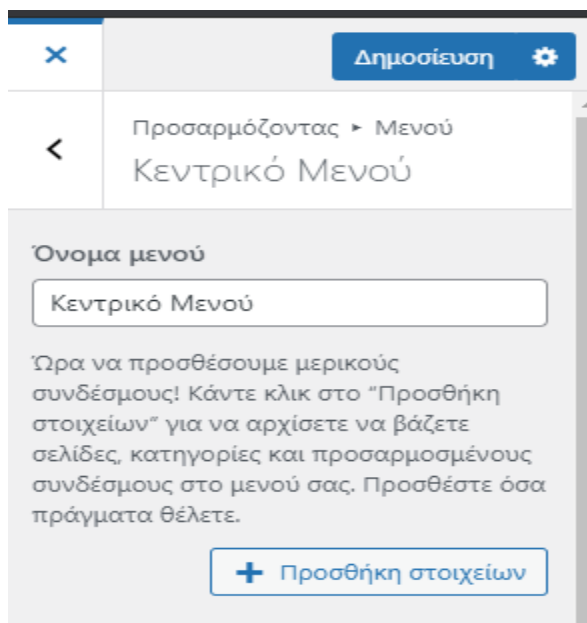 Δημοσίευση
Προσαρμόζοντας ▸ Μενού
Κεντρικό Μενού
Όνομα μενού
Κεντρικό Μενού
Ώρα να προσθέσουμε μερικούς
συνδέσμους! Κάντε κλικ στο “Προσθήκη
στοιχείων” για να αρχίσετε να βάζετε
σελίδες, κατηγορίες και προσαρμοσμένους
συνδέσμους στο μενού σας. Προσθέστε όσα
πράγματα θέλετε.
Προσθήκη στοιχείων